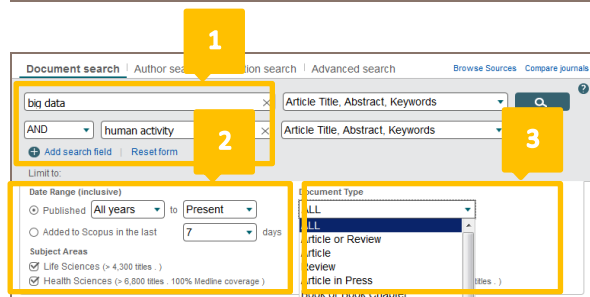 1
Document search | Author sea tion search | Advanced search Browse Sources Compare journals
big data × Article Title, Abstract, Keywords
AND human activity × Article Title, Abstract, Keywords
2
3
Add search field | Reset form
Limit to:
Date Range (inclusive) Document Type
Published All years to Present ALL
Added to Scopus in the last 7 days ALL
Article or Review
Subject Areas Article
Life Sciences (> 4,300 titles . ) Review
Health Sciences (> 6,800 titles . 100% Medline coverage ) Article in Press titles . )